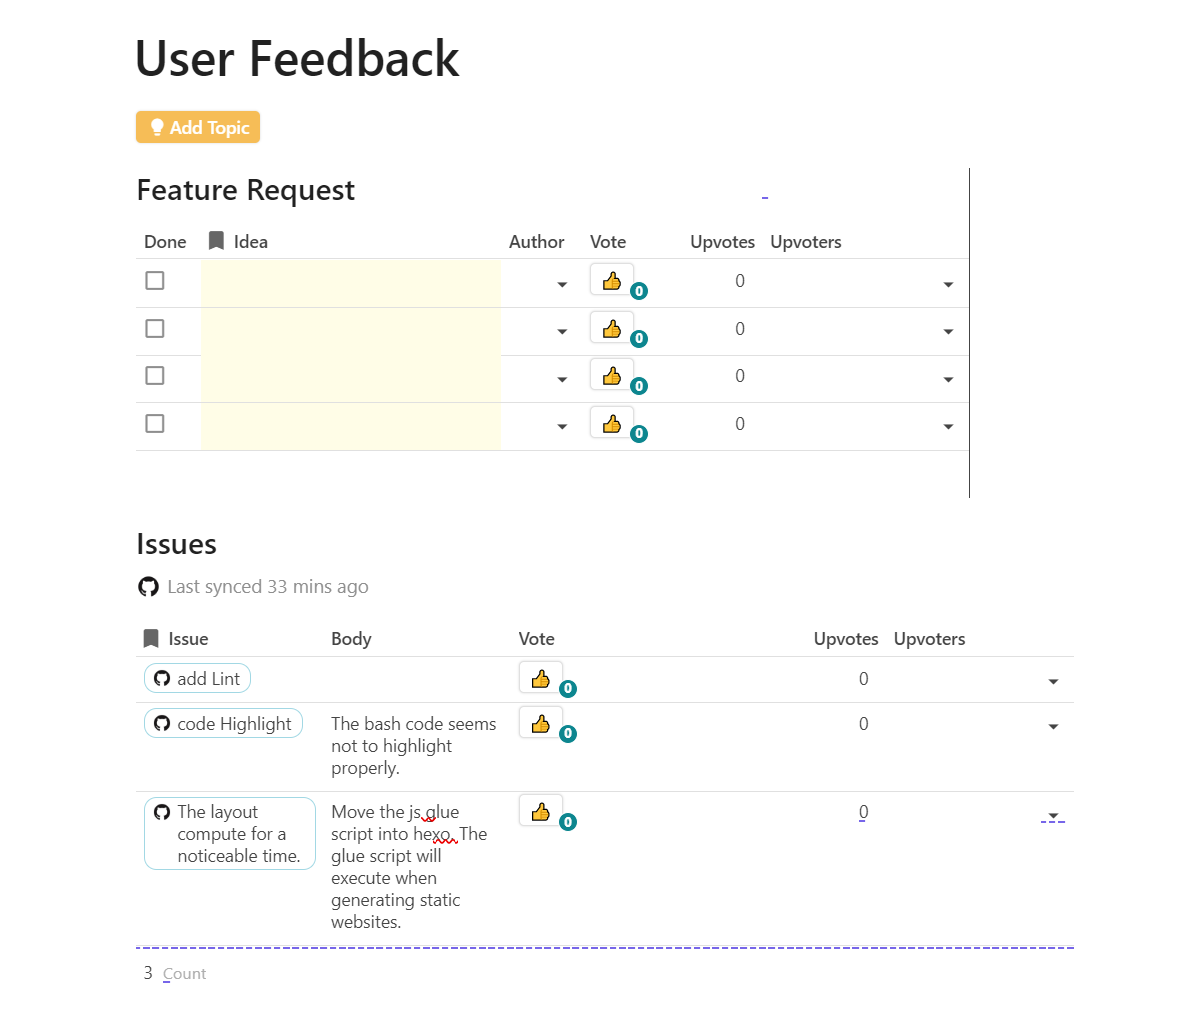 User Feedback
Add Topic
Feature Request
Done Idea Author Vote Upvotes Upvoters
0 0
0 0
0 0
0 0
Issues
Last synced 33 mins ago
Issue Body Vote Upvotes Upvoters
add Lint 0 0
code Highlight The bash code seems 0 0
not to highlight
properly.
The layout Move the js glue 0 0
compute for a script into hexo. The
noticeable time. glue script will
execute when
generating static
websites.
3 Count